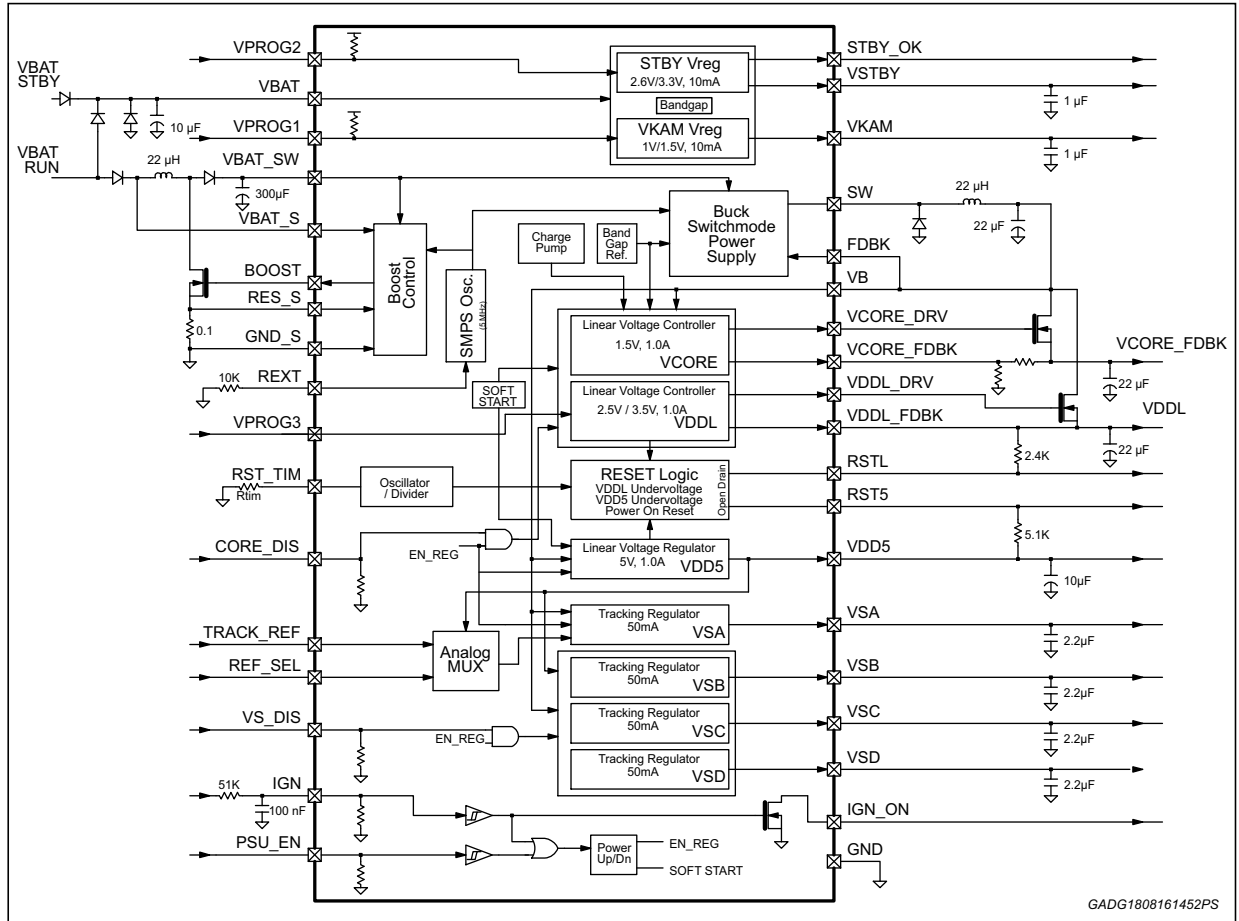 VPROG2
VBAT STBY
VBAT
10 µF
VPROG1
VBAT RUN
22 µH
VBAT_SW
300µF
VBAT_S
BOOST
RES_S
0.1
GND_S
REXT
10K
VPROG3
RST_TIM
Rtim
CORE_DIS
TRACK_REF
REF_SEL
VS_DIS
IGN
51K
100 nF
PSU_EN
STBY Vreg
2.6V/3.3V, 10mA
Bandgap
VKAM Vreg
1V/1.5V, 10mA
Buck
Switchmode
Power
Supply
Charge
Pump
Band
Gap
Ref.
Boost
Control
SMPS Osc.
(5 MHz)
Linear Voltage Controller
1.5V, 1.0A
VCORE
SOFT
START
Linear Voltage Controller
2.5V / 3.5V, 1.0A
VDDL
Oscillator
/ Divider
RESET Logic
VDDL Undervoltage
VDD5 Undervoltage
Power On Reset
Open Drain
EN_REG
Linear Voltage Regulator
5V, 1.0A
VDD5
Tracking Regulator
50mA
VSA
Analog
MUX
Tracking Regulator
50mA
VSB
Tracking Regulator
50mA
VSC
EN_REG
Tracking Regulator
50mA
VSD
Power
Up/Dn
EN_REG
SOFT START
STBY_OK
VSTBY
1 µF
VKAM
1 µF
SW
22 µH
22 µF
FDBK
VB
VCORE_DRV
VCORE_FDBK
VCORE_FDBK
22 µF
VDDL_DRV
VDDL_FDBK
VDDL
22 µF
2.4K
RSTL
RST5
5.1K
VDD5
10µF
VSA
2.2µF
VSB
2.2µF
VSC
2.2µF
VSD
2.2µF
IGN_ON
GND
GADG1808161452PS